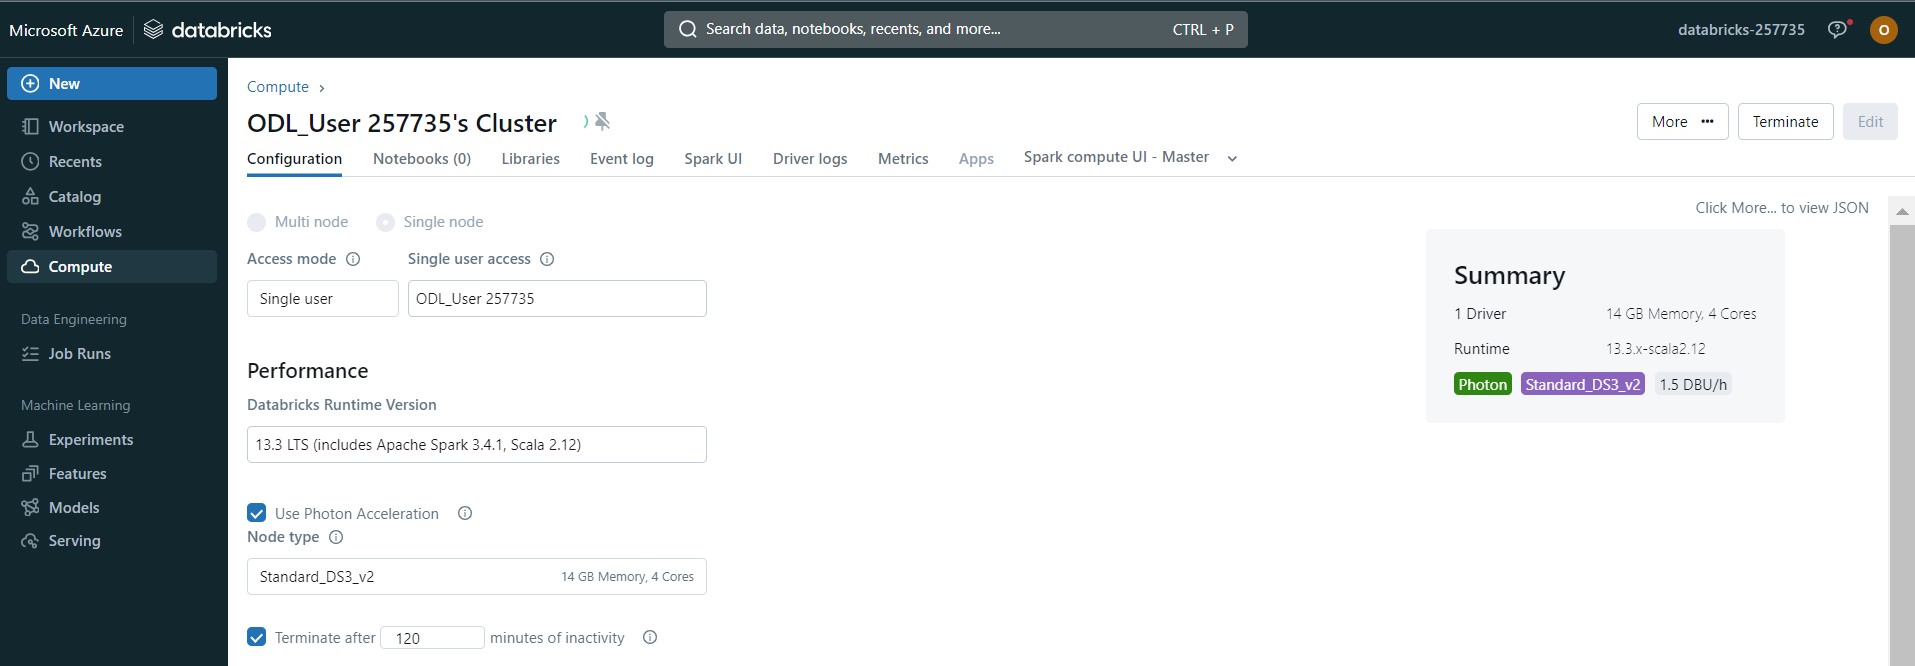 Microsoft Azure databricks
Search data, notebooks, recents, and more... CTRL + P
databricks-257735
O
New
Workspace
Recents
Catalog
Workflows
Compute
Data Engineering
Job Runs
Machine Learning
Experiments
Features
Models
Serving
Compute
ODL_User 257735's Cluster
More ••• Terminate Edit
Configuration Notebooks (0) Libraries Event log Spark UI Driver logs Metrics Apps Spark compute UI - Master
Click More... to view JSON
Multi node Single node
Access mode Single user access
Single user ODL_User 257735
Performance
Databricks Runtime Version
13.3 LTS (includes Apache Spark 3.4.1, Scala 2.12)
Use Photon Acceleration
Node type
Standard_DS3_v2 14 GB Memory, 4 Cores
Terminate after 120 minutes of inactivity
Summary
1 Driver 14 GB Memory, 4 Cores
Runtime 13.3.x-scala2.12
Photon Standard_DS3_v2 1.5 DBU/h